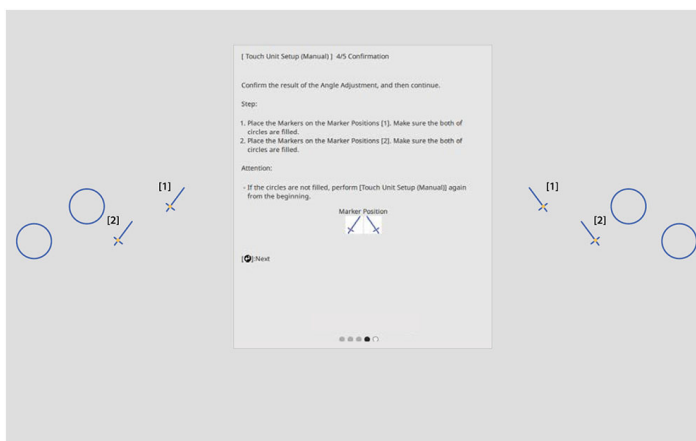 [ Touch Unit Setup (Manual) ]  4/5 Confirmation
Confirm the result of the Angle Adjustment, and then continue.
Step:
1. Place the Markers on the Marker Positions [1]. Make sure the both of
circles are filled.
2. Place the Markers on the Marker Positions [2]. Make sure the both of
circles are filled.
Attention:
- If the circles are not filled, perform [Touch Unit Setup (Manual)] again
from the beginning.
Marker Position
[ ]:Next
[1]
[2]
[1]
[2]